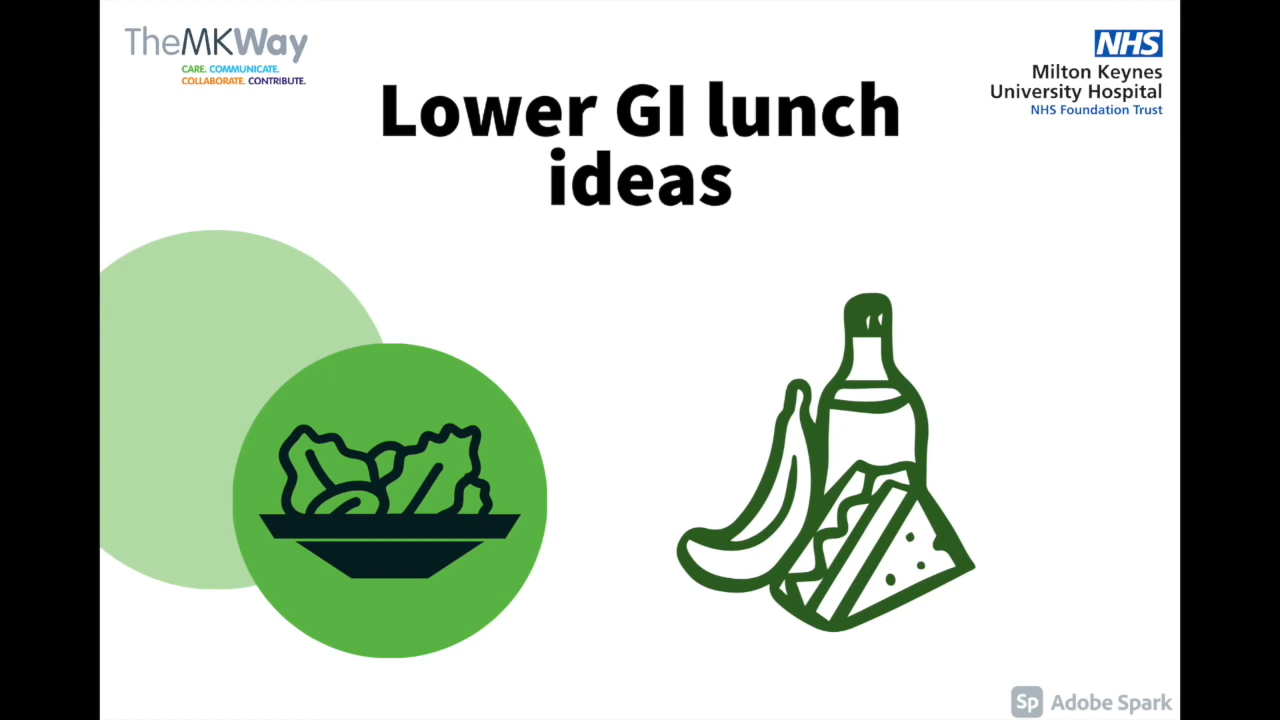 TheMKWay
CARE. COMMUNICATE.
COLLABORATE. CONTRIBUTE.
NHS
Milton Keynes
University Hospital
NHS Foundation Trust
Lower GI lunch
ideas
Sp Adobe Spark